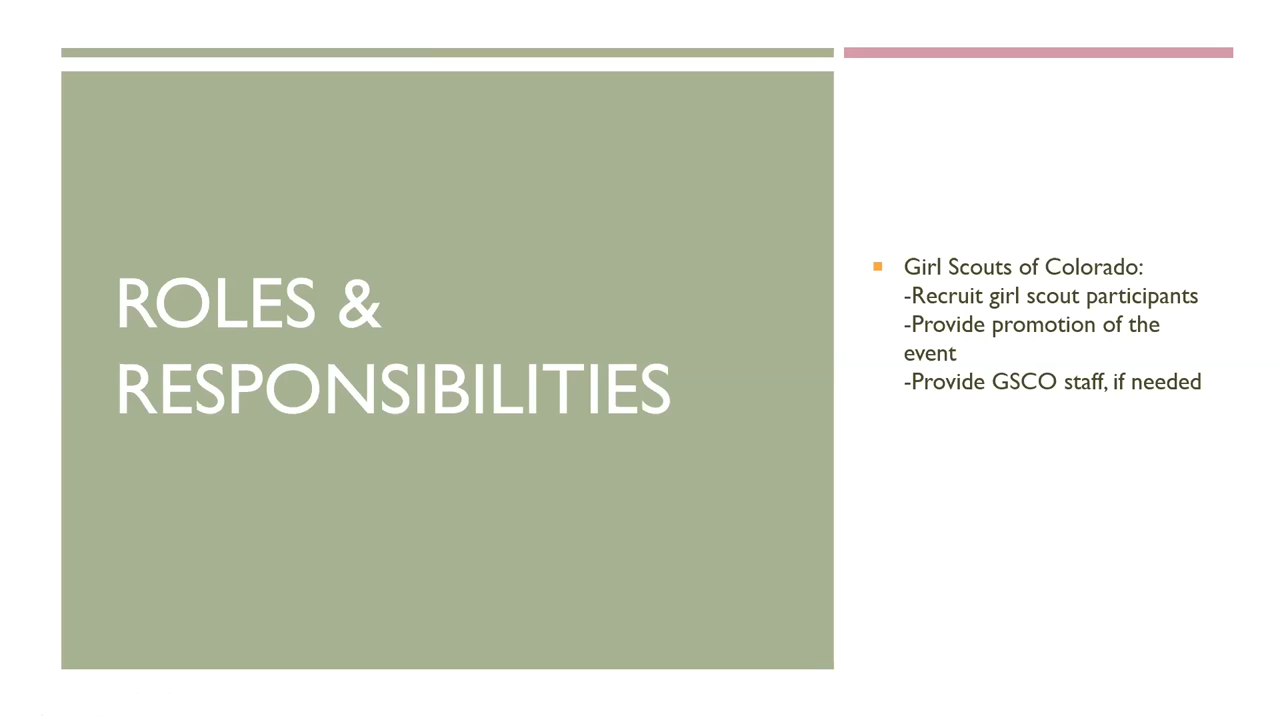 ROLES &
RESPONSIBILITIES
Girl Scouts of Colorado:
-Recruit girl scout participants
-Provide promotion of the
event
-Provide GSCO staff, if needed